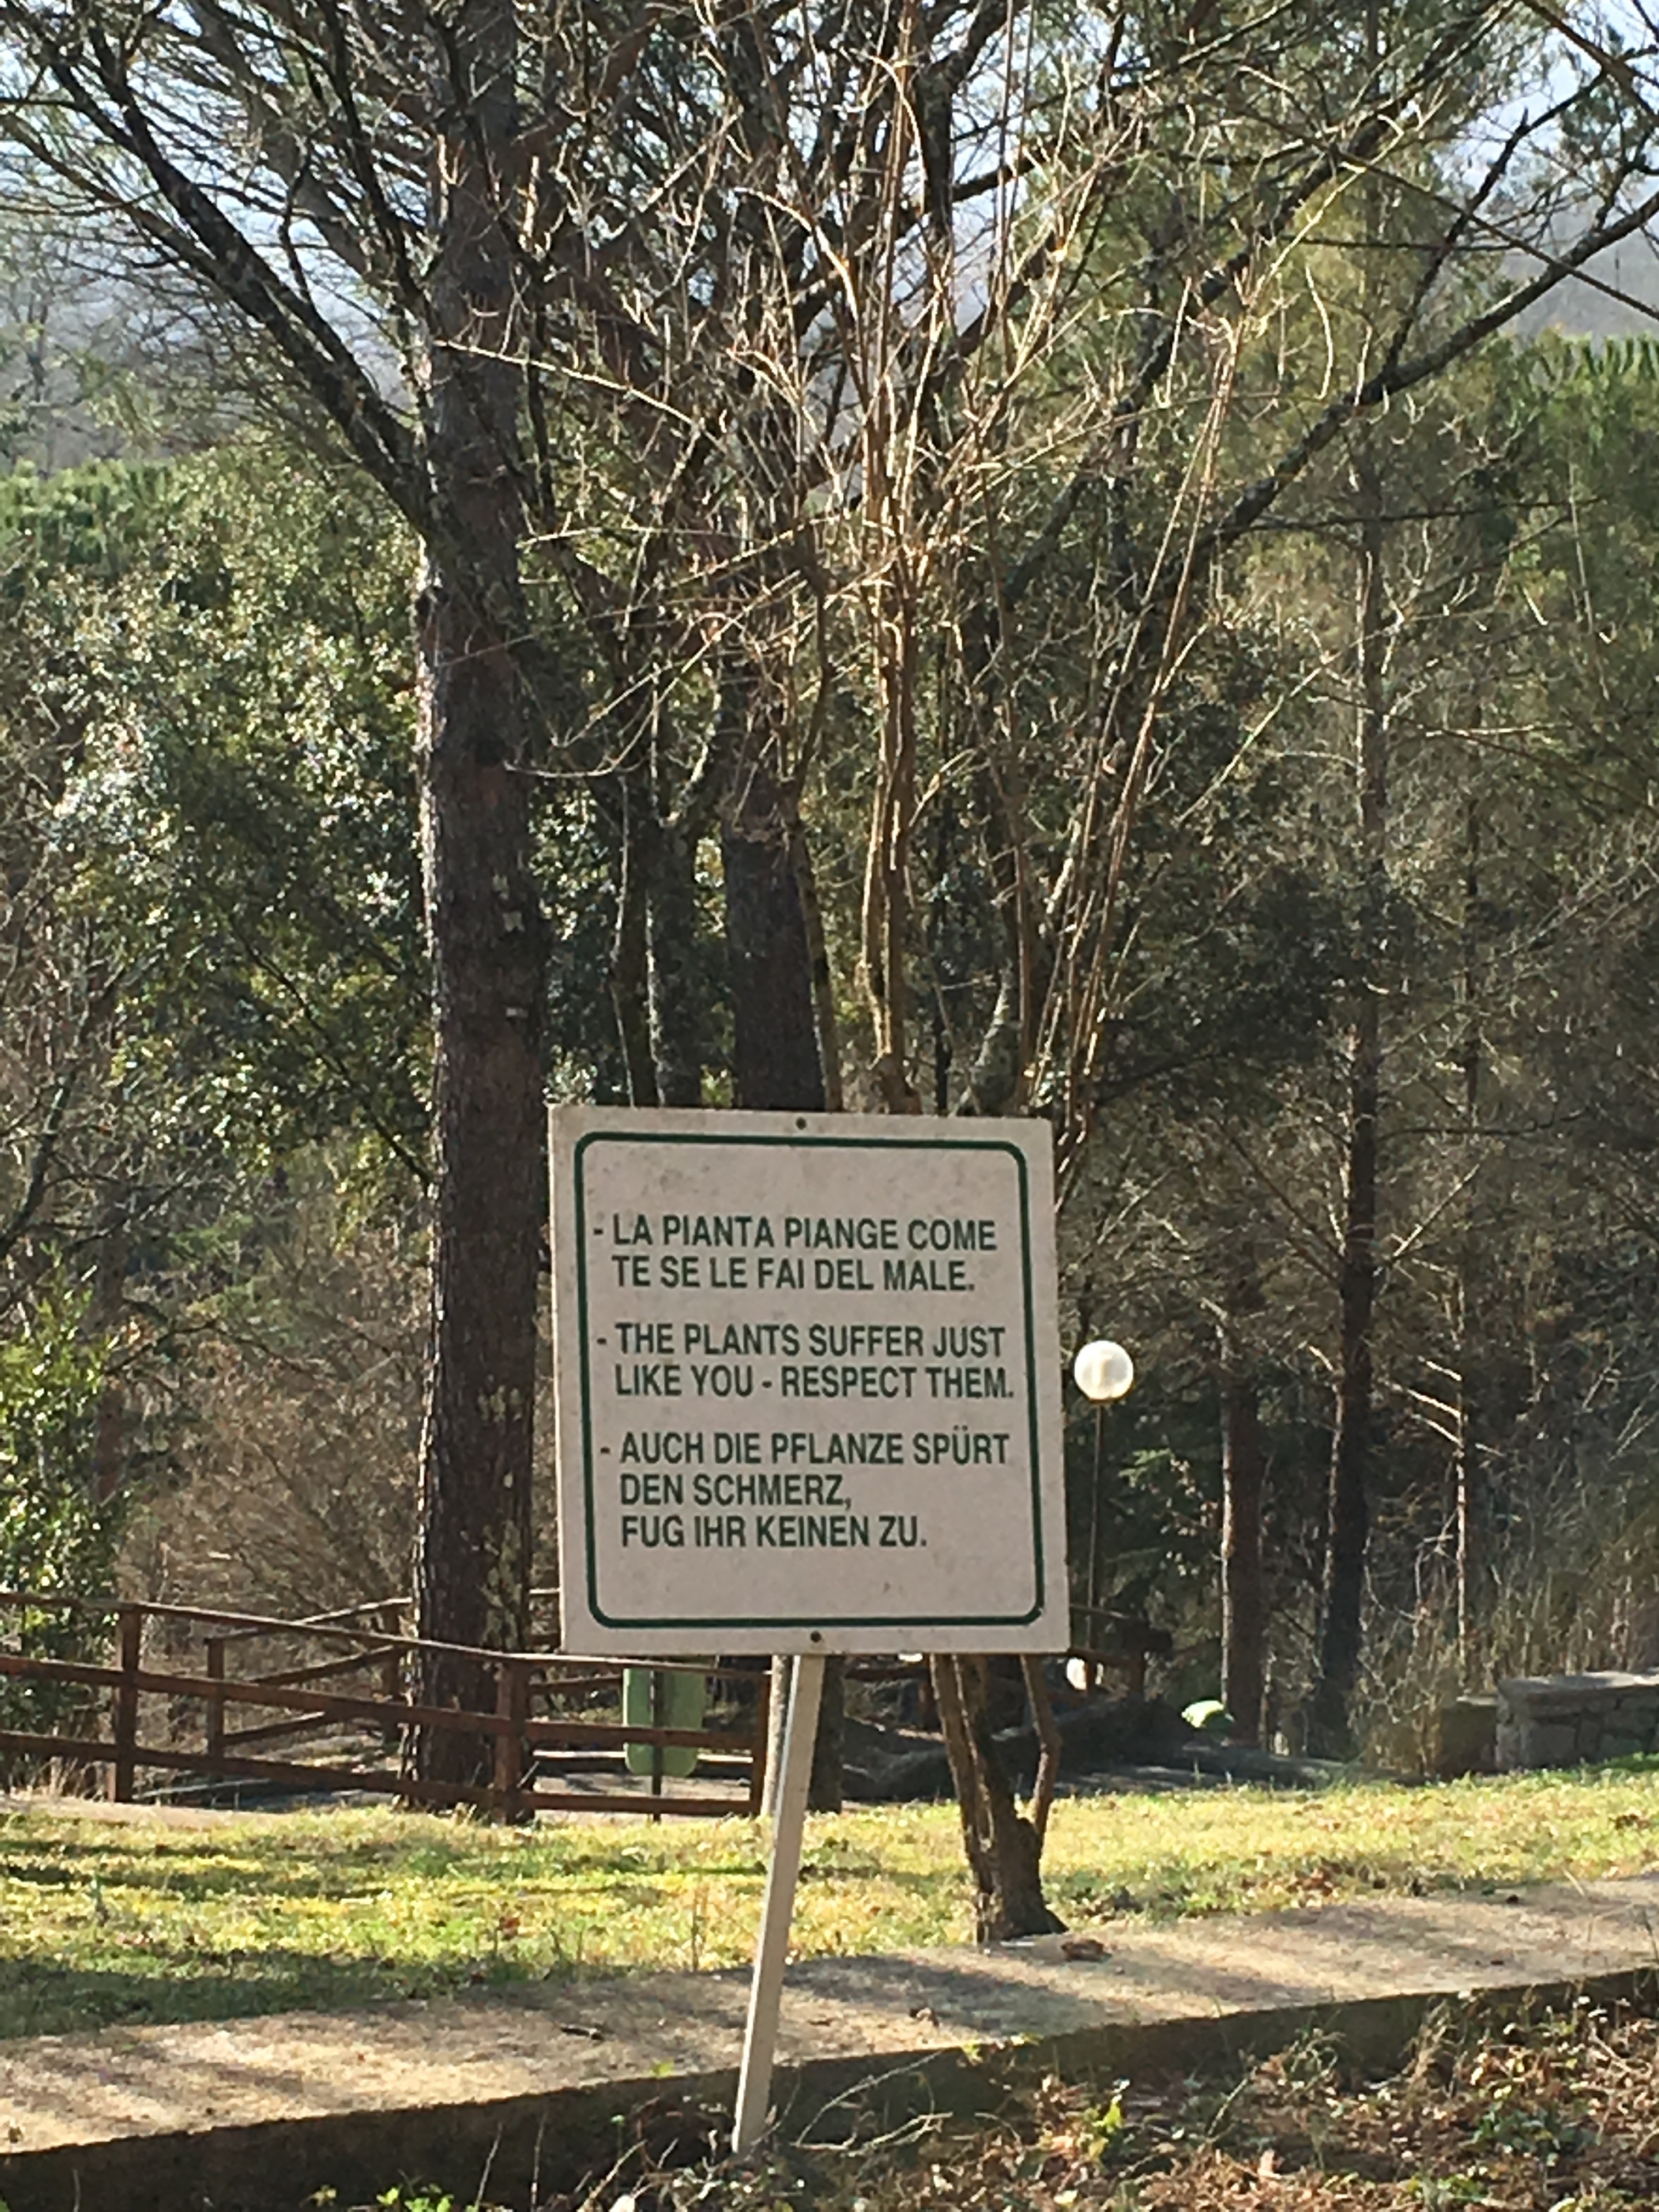 - LA PIANTA PIANGE COME
TE SE LE FAI DEL MALE.
- THE PLANTS SUFFER JUST
LIKE YOU - RESPECT THEM.
- AUCH DIE PFLANZE SPÜRT
DEN SCHMERZ,
FUG IHR KEINEN ZU.